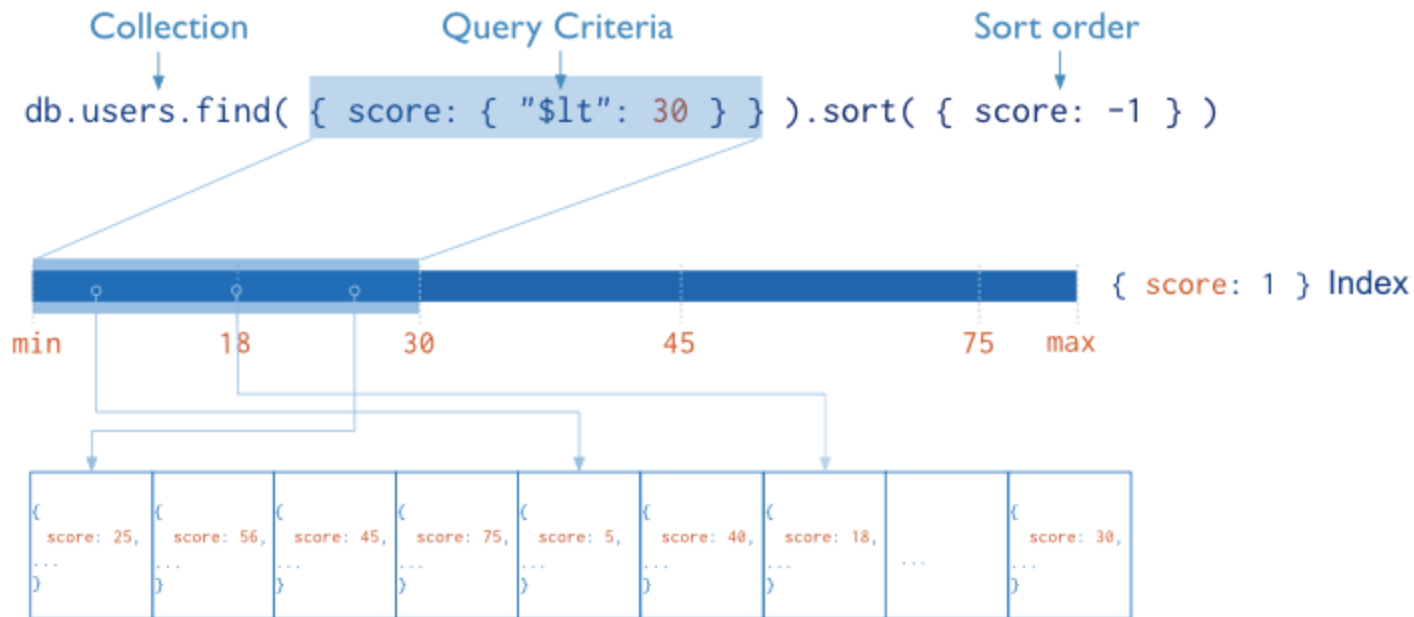 Collection Query Criteria Sort order
db.users.find( { score: { "$lt": 30 } } ).sort( { score: -1 } )
{ score: 1 } Index
min 18 30 45 75 max
{ { { { { { { {
score: 25, score: 56, score: 45, score: 75, score: 5, score: 40, score: 18, score: 30,
... ... ... ... ... ... ... ... ...
} } } } } } } }